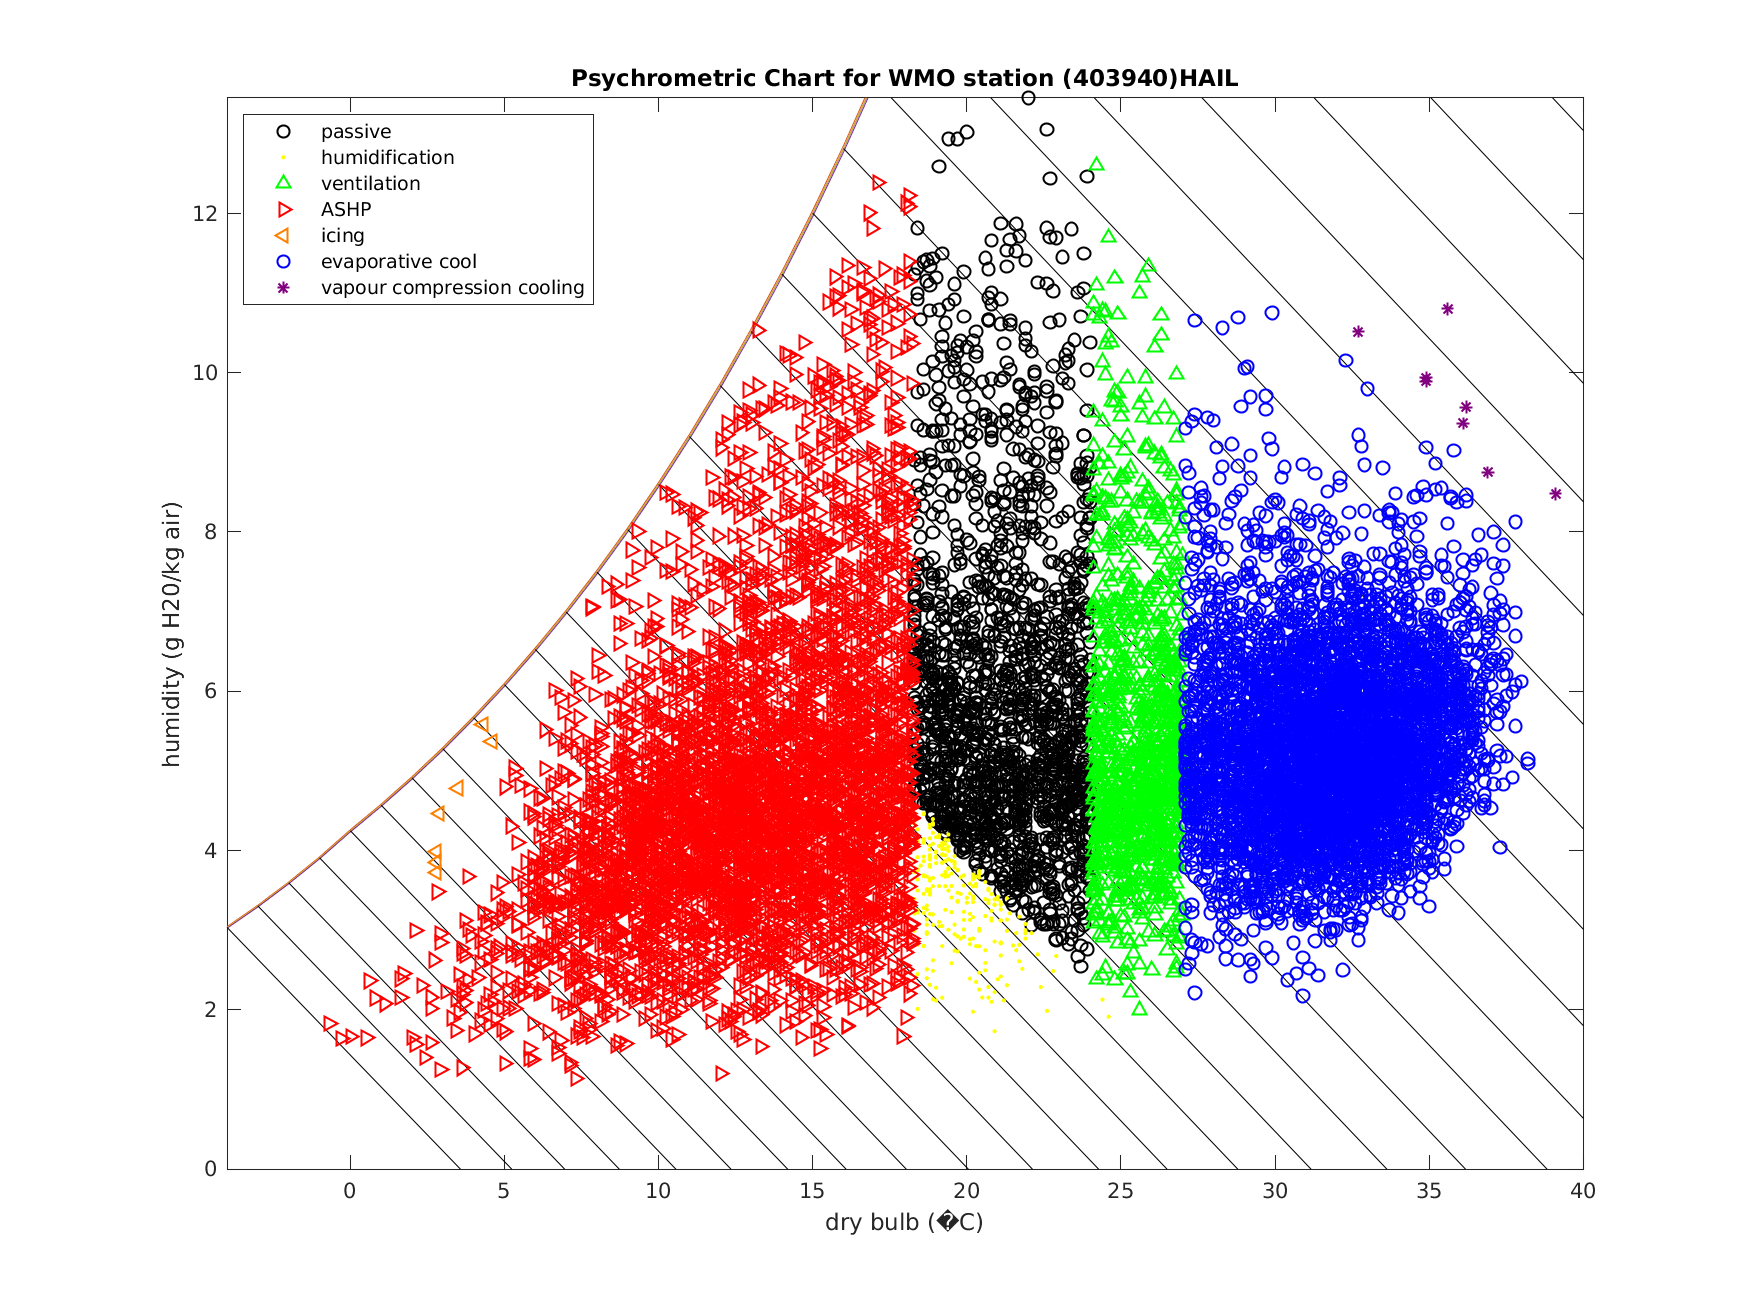 Psychrometric Chart for WMO station (403940)HAIL
passive
humidification
ventilation
ASHP
icing
evaporative cool
vapour compression cooling
humidity (g H20/kg air)
12
10
8
6
4
2
0
0 5 10 15 20 25 30 35 40
dry bulb (�C)